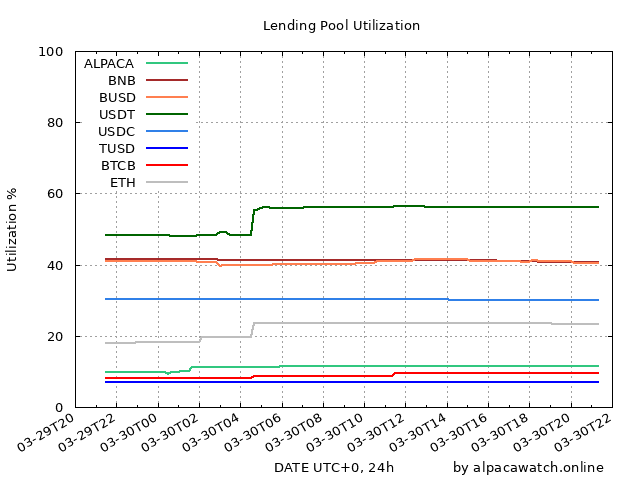 Lending Pool Utilization
Utilization %
100
80
60
40
20
0
ALPACA
BNB
BUSD
USDT
USDC
TUSD
BTCB
ETH
03-29T20
03-29T22
03-30T00
03-30T02
03-30T04
03-30T06
03-30T08
03-30T10
03-30T12
03-30T14
03-30T16
03-30T18
03-30T20
03-30T22
DATE UTC+0, 24h
by alpacawatch.online